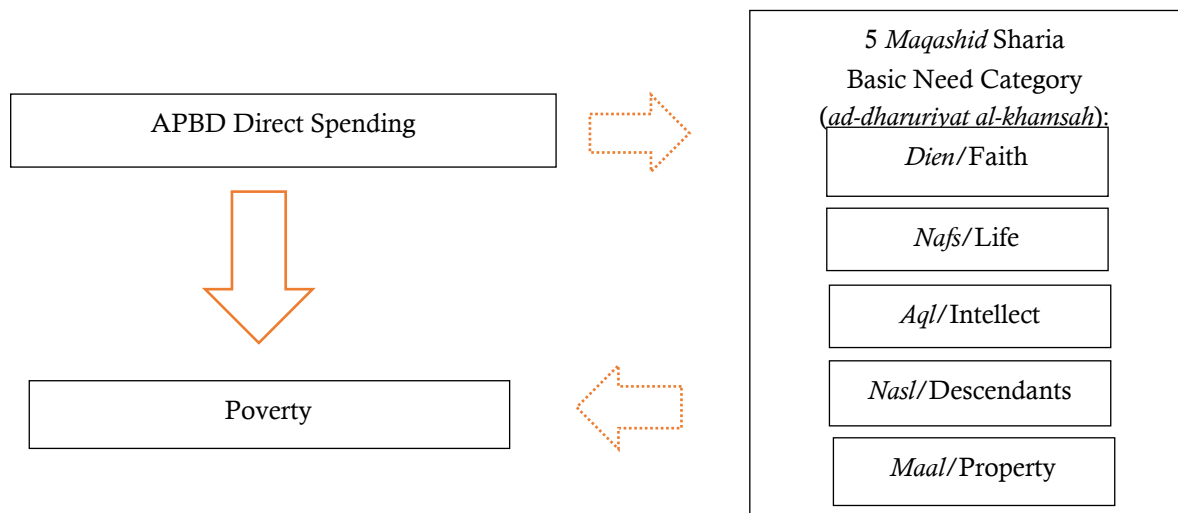 APBD Direct Spending
Poverty
5 Maqashid Sharia
Basic Need Category
(ad-dharuriyat al-khamsah):
Dien/Faith
Nafs/Life
Aql/Intellect
Nasl/Descendants
Maal/Property